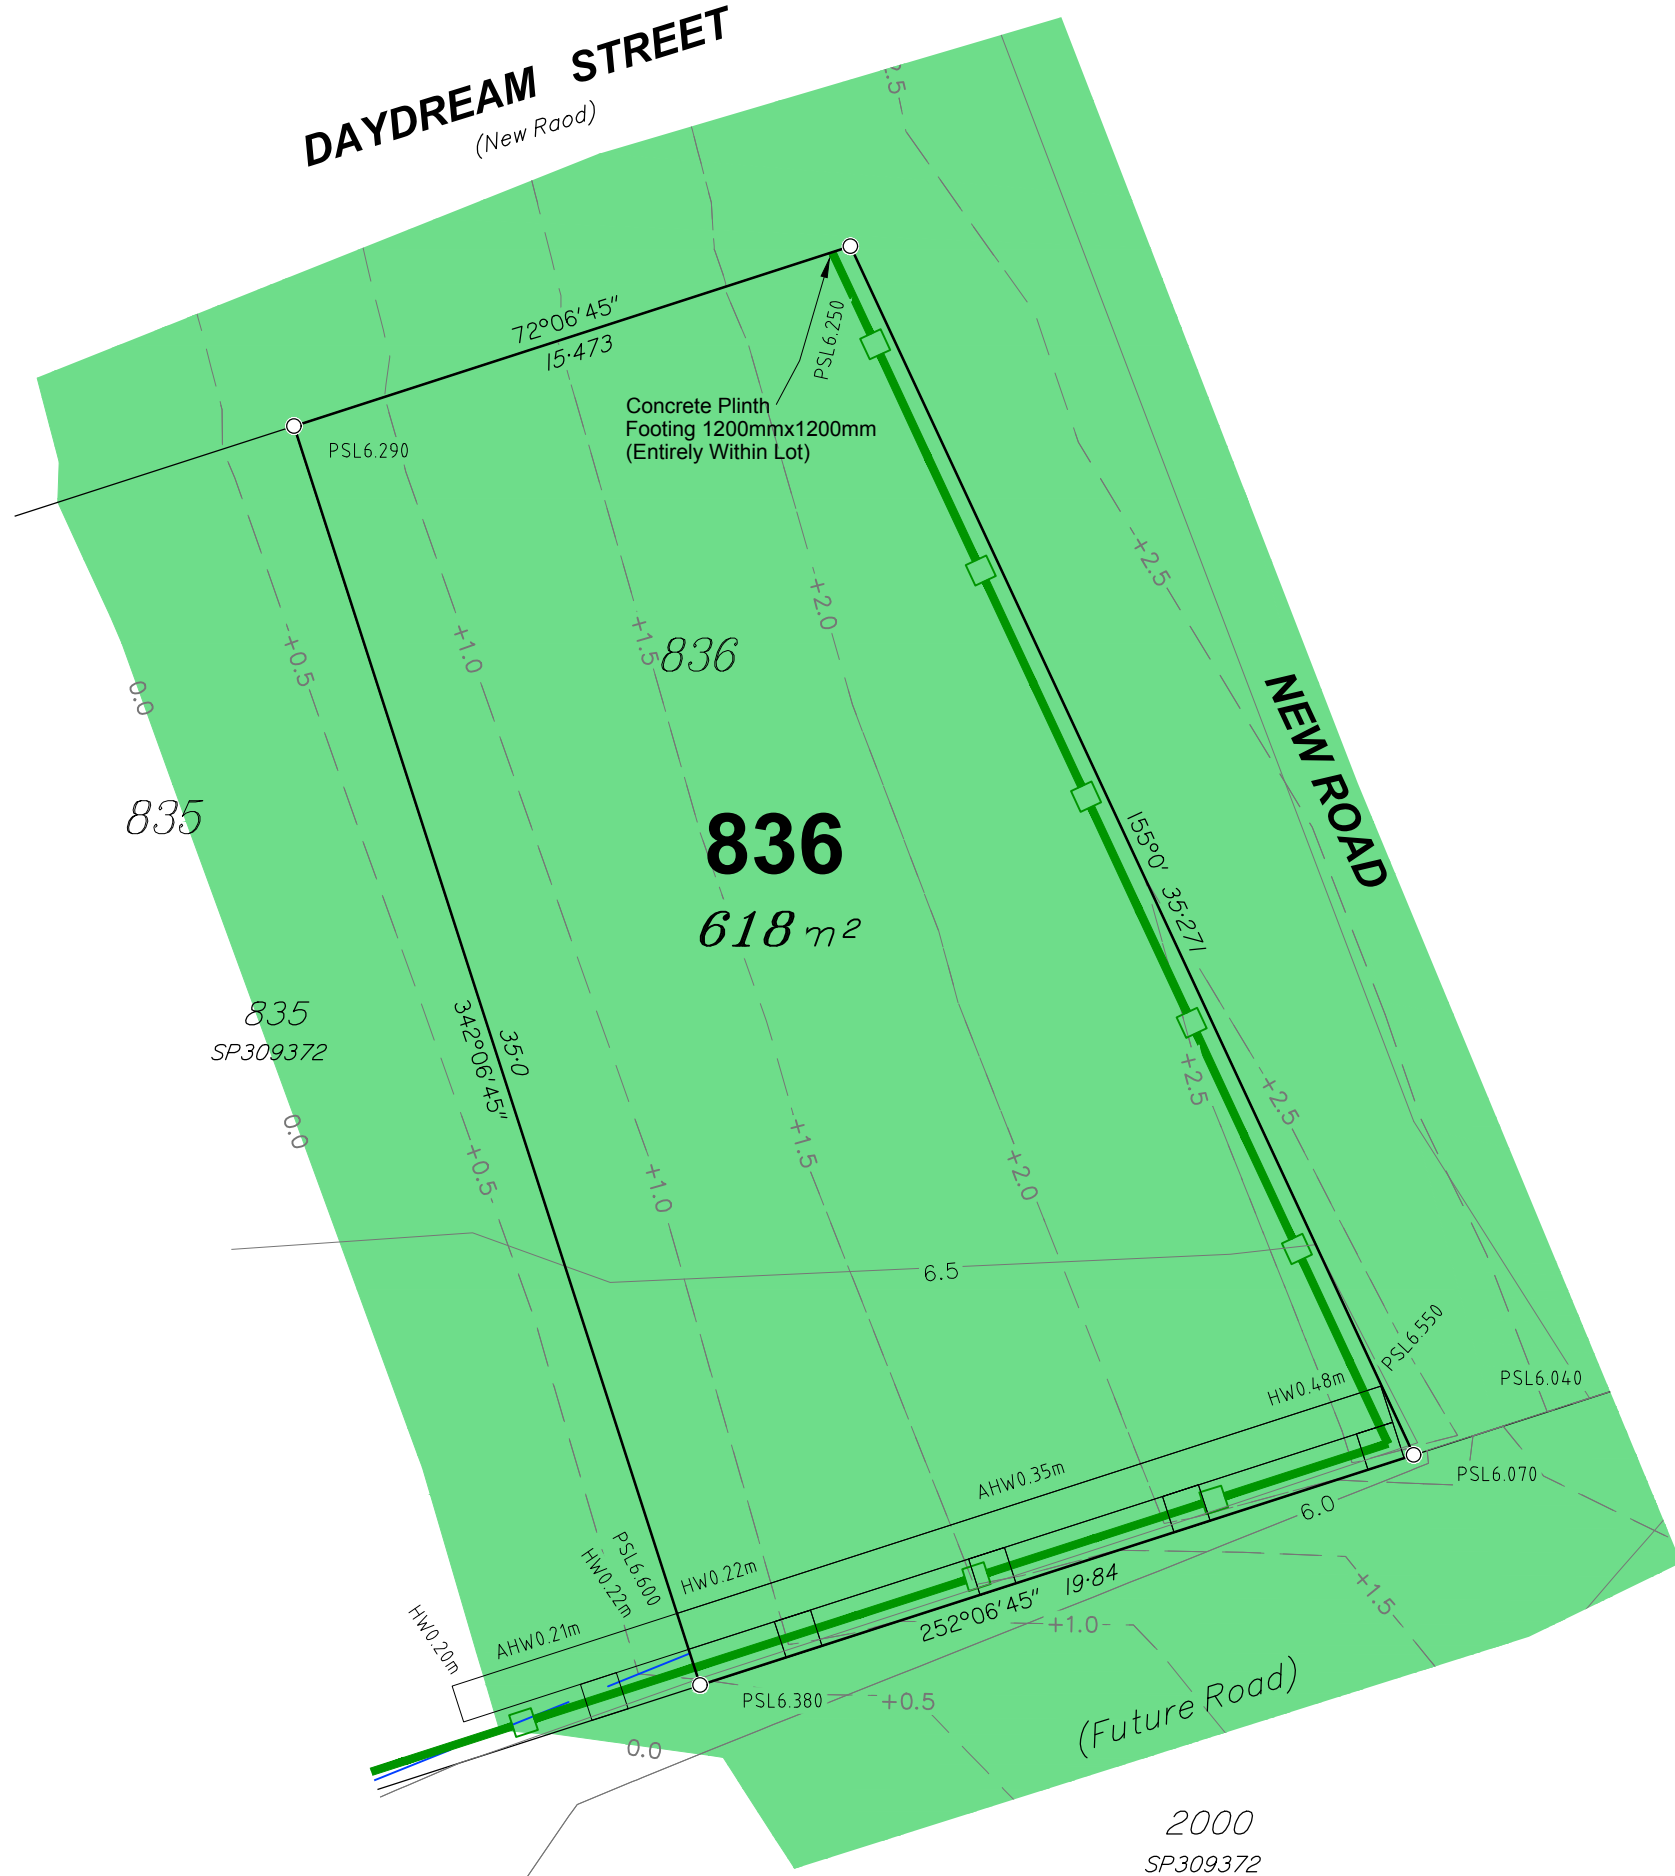 DAYDREAM STREET
(New Raod)
.5
72°06'45"
15·473
PSL6.250
PSL6.290
Concrete Plinth
Footing 1200mmx1200mm
(Entirely Within Lot)
+2.5
+2.0
+1.5
+1.0
+0.5
0.0
836
NEW ROAD
835
836
618 m²
155°0' 35·271
835
SP309372
342°06'45"
35·0
0.0
+0.5
+1.0
+1.5
+2.0
+2.5
+2.5
6.5
PSL6.550
PSL6.040
HW0.48m
AHW0.35m
PSL6.070
6.0
PSL6.600
HW0.22m
HW0.22m
AHW0.21m
HW0.20m
252°06'45" 19·84
+1.5
+1.0
+0.5
PSL6.380
0.0
(Future Road)
2000
SP309372